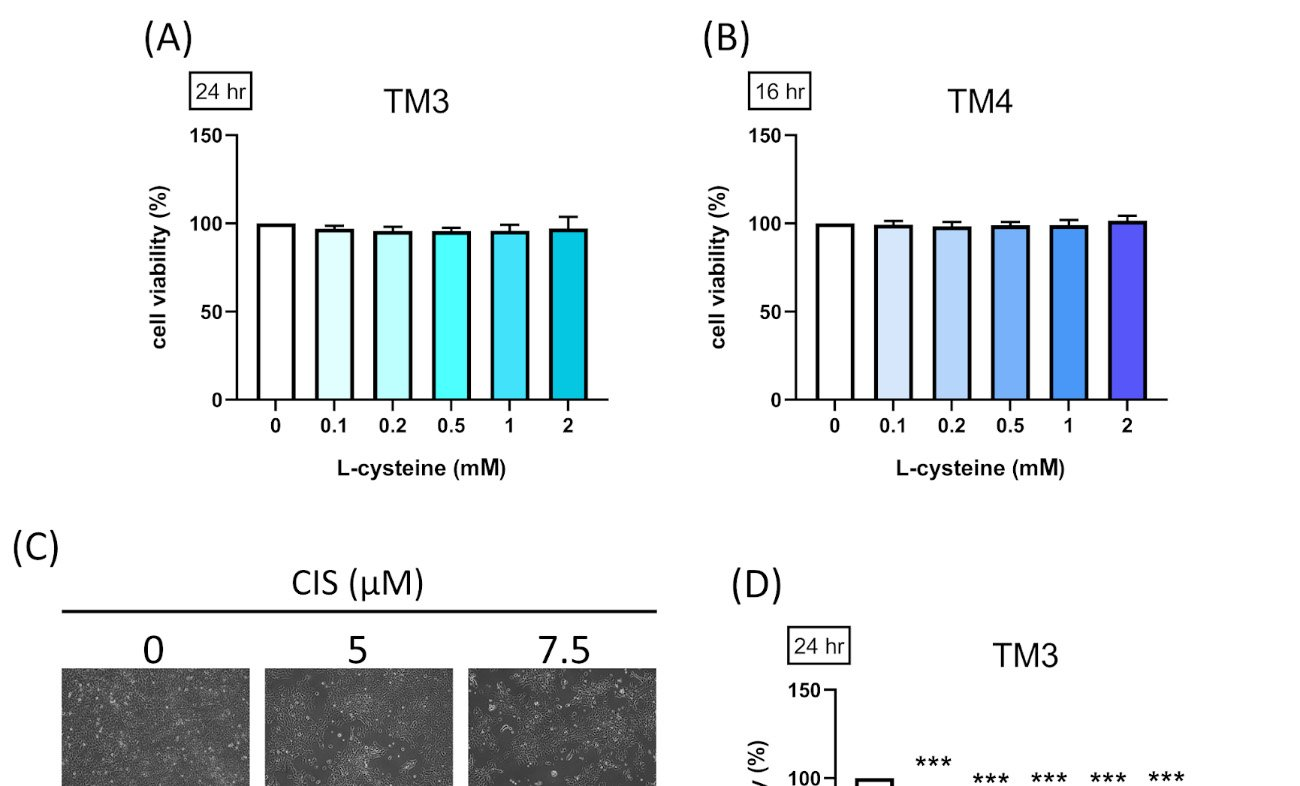 (A)
24 hr
TM3
150
100
50
0
cell viability (%)
0 0.1 0.2 0.5 1 2
L-cysteine (mM)
(B)
16 hr
TM4
150
100
50
0
cell viability (%)
0 0.1 0.2 0.5 1 2
L-cysteine (mM)
(C)
CIS (μM)
0 5 7.5
(D)
24 hr
TM3
150
100
(%)
*** *** *** *** ***